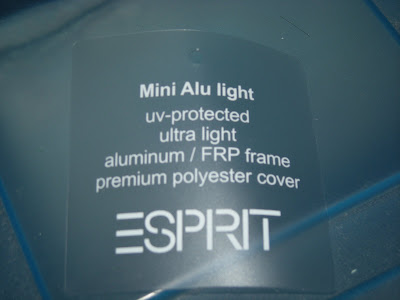 Mini Alu light
uv-protected
ultra light
aluminum / FRP frame
premium polyester cover
ESPRIT